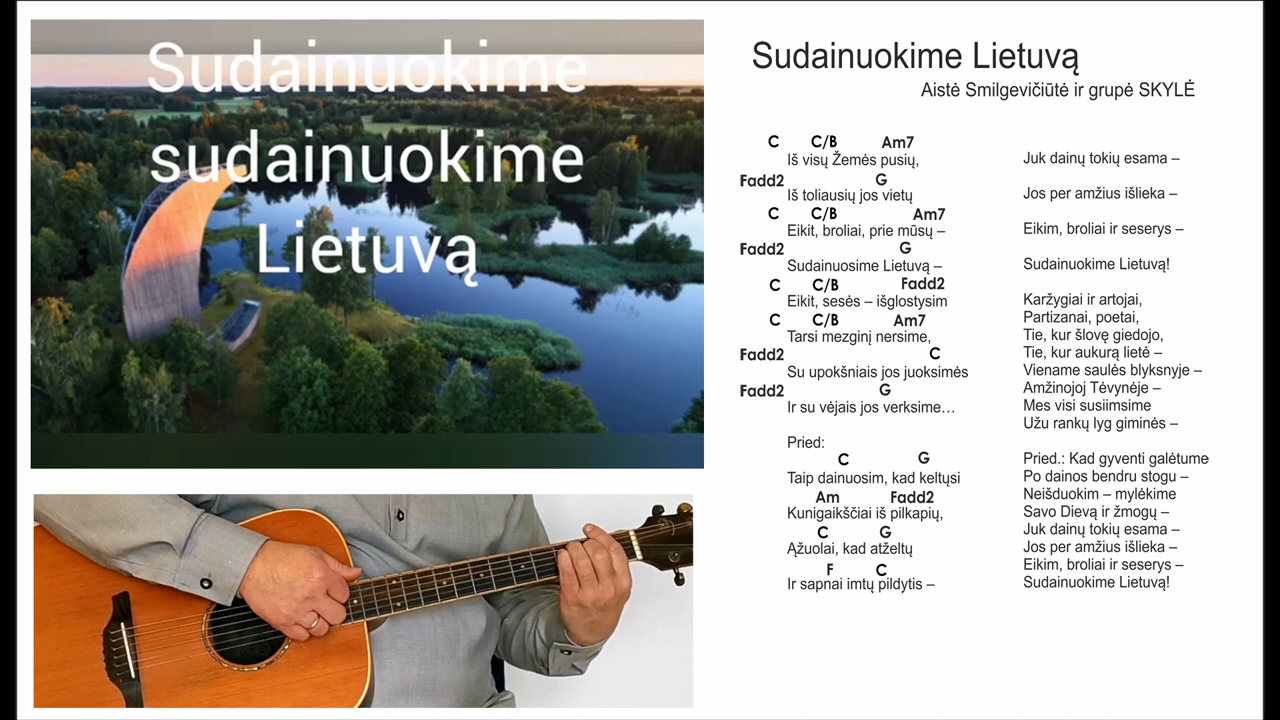 Sudainuokime
sudainuokime
Lietuvą
Sudainuokime Lietuvą
Aistė Smilgevičiūtė ir grupė SKYLĖ
C C/B Am7
Iš visų Žemės pusių,
Fadd2 G
Iš toliausių jos vietų
C C/B Am7
Eikit, broliai, prie mūsų –
Fadd2 G
Sudainuosime Lietuvą –
C C/B Fadd2
Eikit, sesės – išglostysim
C C/B Am7
Tarsi mezginį nersime,
Fadd2 C
Su upokšniais jos juoksimės
Fadd2 G
Ir su vėjais jos verksime…
Pried:
C G
Taip dainuosim, kad keltųsi
Am Fadd2
Kunigaikščiai iš pilkapių,
C G
Ąžuolai, kad atželtų
F C
Ir sapnai imtų pildytis –
Juk dainų tokių esama –
Jos per amžius išlieka –
Eikim, broliai ir seserys –
Sudainuokime Lietuvą!
Karžygiai ir artojai,
Partizanai, poetai,
Tie, kur šlovę giedojo,
Tie, kur aukurą lietė –
Viename saulės blyksnyje –
Amžinojoj Tėvynėje –
Mes visi susiimsime
Užu rankų lyg giminės –
Pried.: Kad gyventi galėtume
Po dainos bendru stogu –
Neišduokim – mylėkime
Savo Dievą ir žmogų –
Juk dainų tokių esama –
Jos per amžius išlieka –
Eikim, broliai ir seserys –
Sudainuokime Lietuvą!